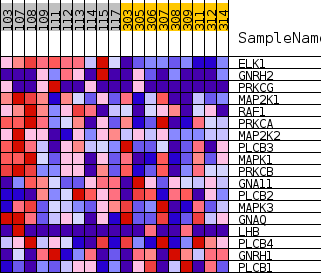 103 107 108 109 111 112 113 114 115 117 303 305 306 307 308 309 311 312 314
SampleName
ELK1
GNRH2
PRKCG
MAP2K1
RAF1
PRKCA
MAP2K2
PLCB3
MAPK1
PRKCB
GNA11
PLCB2
MAPK3
GNAQ
LHB
PLCB4
GNRH1
PLCB1